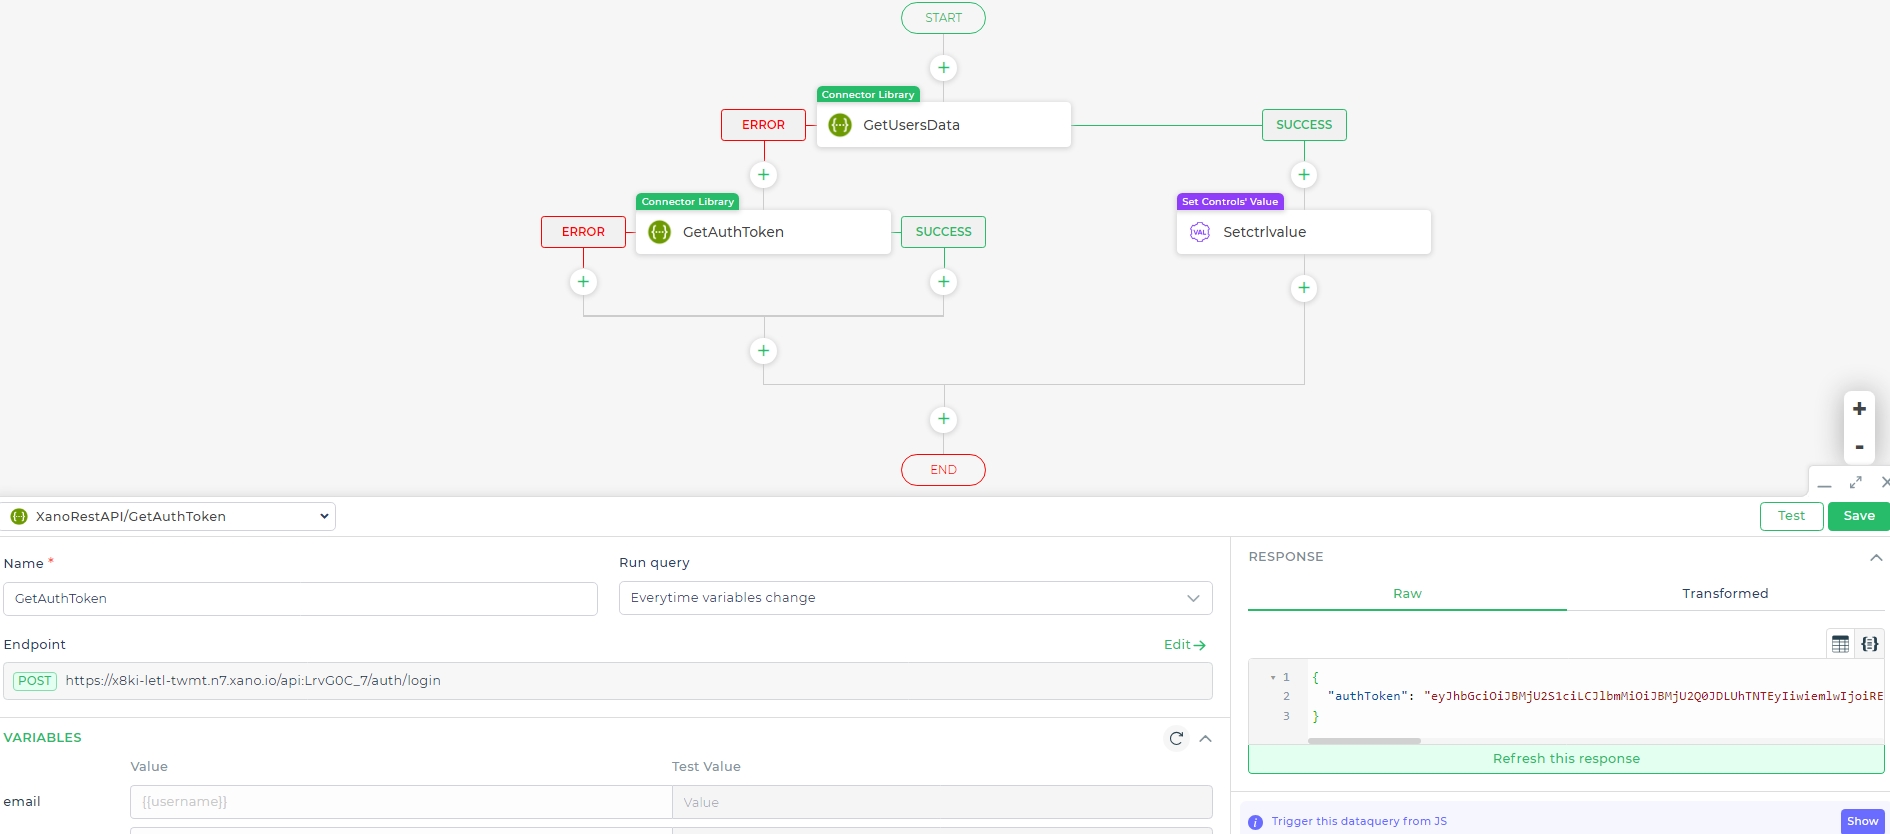 START
Connector Library
ERROR
GetUsersData
SUCCESS
Connector Library
Set Controls' Value
ERROR
GetAuthToken
SUCCESS
VAL
Setctrlvalue
END
XanoRestAPI/GetAuthToken
Test
Save
Name *
Run query
GetAuthToken
Everytime variables change
Endpoint
Edit
POST https://x8ki-letl-twmt.n7.xano.io/api:LrvG0C_7/auth/login
VARIABLES
Value
Test Value
email
{{username}}
Value
RESPONSE
Raw
Transformed
1 {
2 "authToken": "eyJhbGciOiJBMjU2S1ciLCJlbmMiOiJBMjU2Q0JDLUhTNTEyIiwiemlwIjoiRE
3 }
Refresh this response
Trigger this dataquery from JS
Show